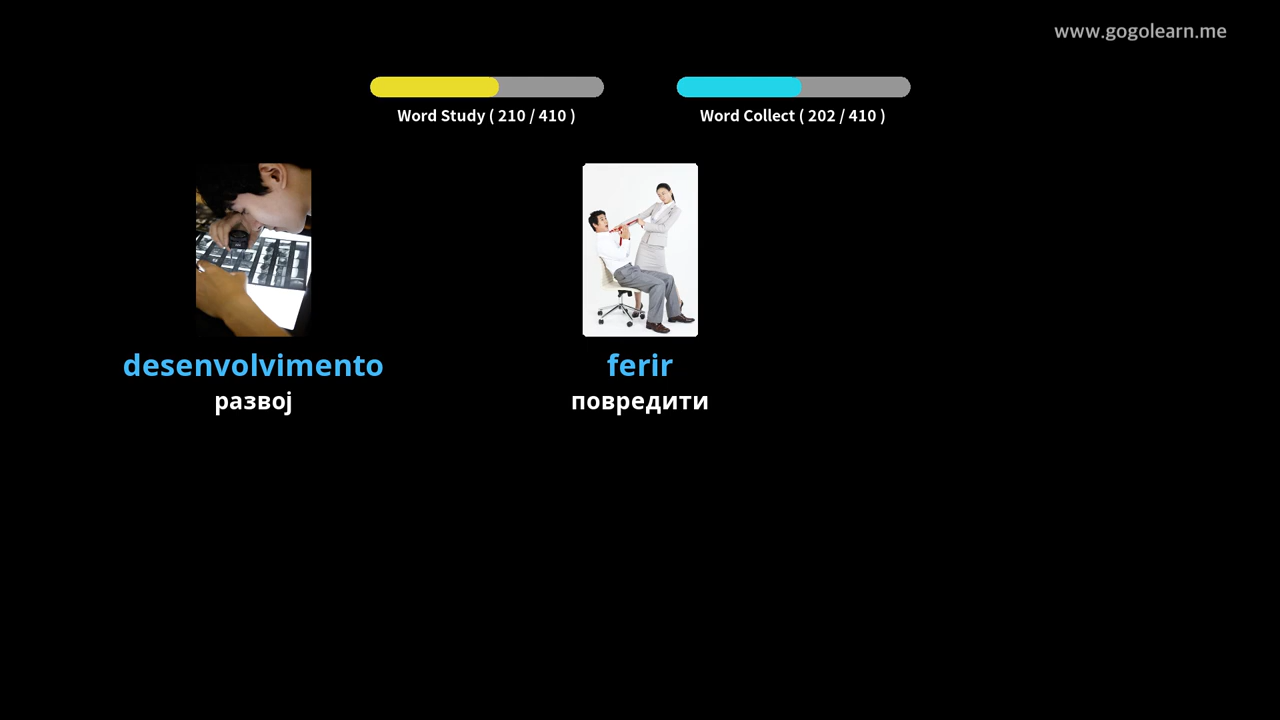 www.gogolearn.me
Word Study ( 210 / 410 )
Word Collect ( 202 / 410 )
desenvolvimento
развој
ferir
повредити